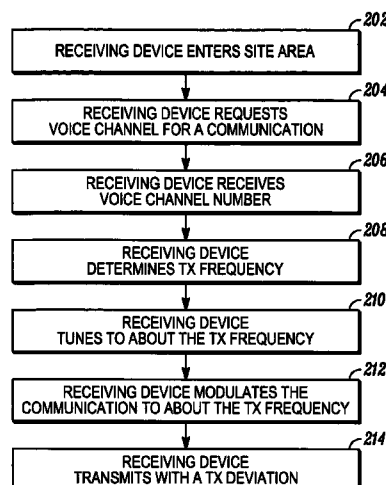 202
RECEIVING DEVICE ENTERS SITE AREA
204
RECEIVING DEVICE REQUESTS
VOICE CHANNEL FOR A COMMUNICATION
206
RECEIVING DEVICE RECEIVES
VOICE CHANNEL NUMBER
208
RECEIVING DEVICE
DETERMINES TX FREQUENCY
210
RECEIVING DEVICE
TUNES TO ABOUT THE TX FREQUENCY
212
RECEIVING DEVICE MODULATES THE
COMMUNICATION TO ABOUT THE TX FREQUENCY
214
RECEIVING DEVICE
TRANSMITS WITH A TX DEVIATION